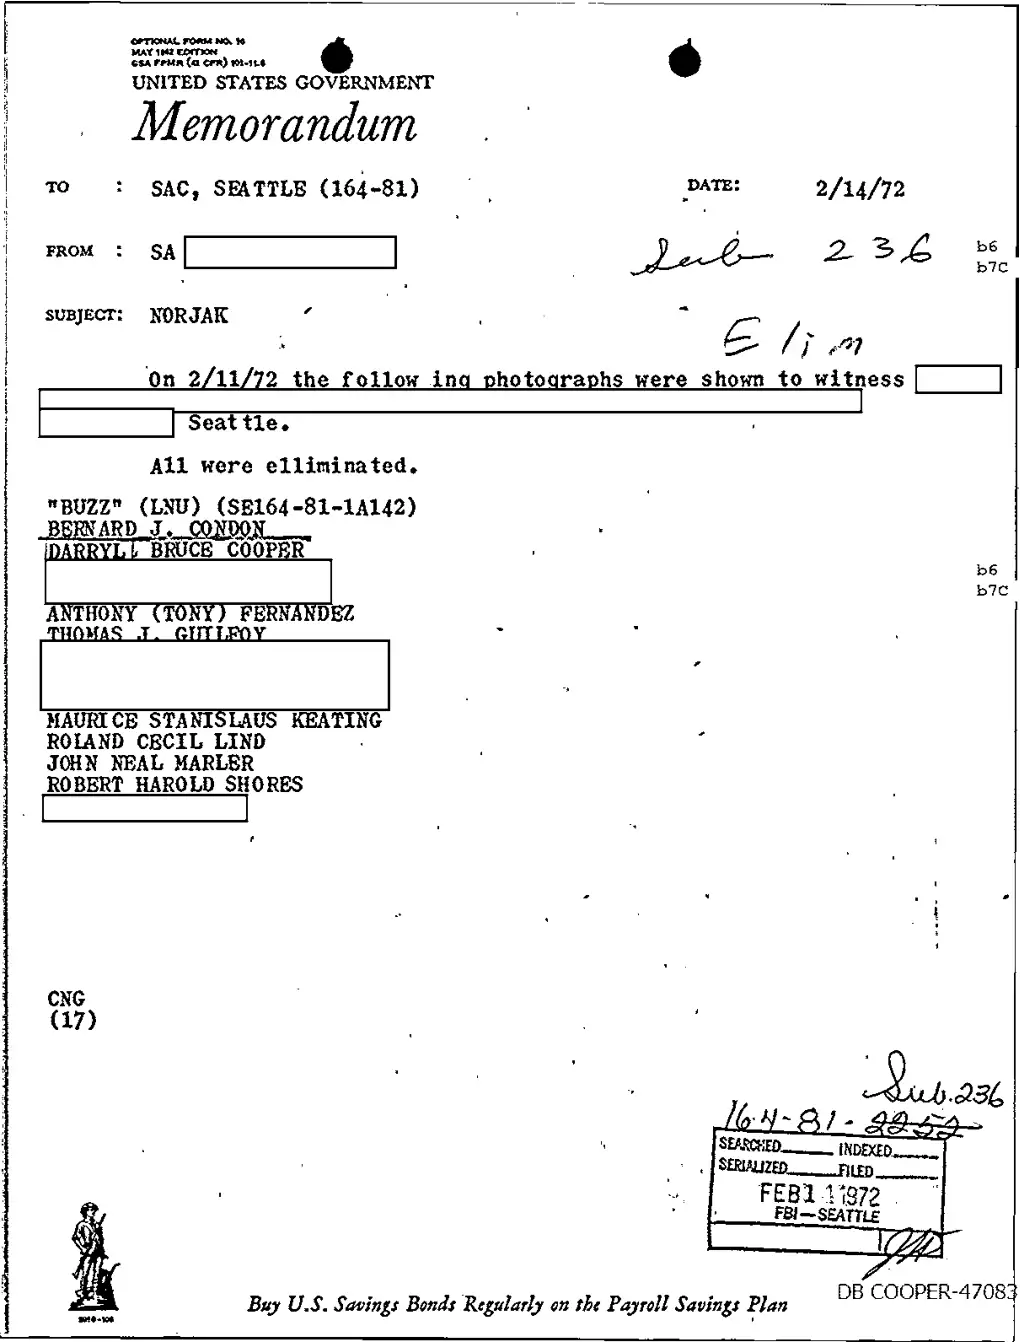 OPTIONAL FORM NO. 10
MAY 1962 EDITION
GSA FPMR (41 CFR) 101-11.6
UNITED STATES GOVERNMENT
Memorandum
TO : SAC, SEATTLE (164-81) DATE: 2/14/72
FROM : SA
Sub 236
b6
b7C
SUBJECT: NORJAK
Elim
On 2/11/72 the follow ing photographs were shown to witness
Seattle.
All were elliminated.
"BUZZ" (LNU) (SE164-81-1A142)
BERNARD J. CONDON
DARRYLL BRUCE COOPER
b6
b7C
ANTHONY (TONY) FERNANDEZ
THOMAS J. GUILFOY
MAURICE STANISLAUS KEATING
ROLAND CECIL LIND
JOHN NEAL MARLER
ROBERT HAROLD SHORES
CNG
(17)
Sub. 236
164-81-2252
SEARCHED INDEXED
SERIALIZED FILED
FEB 1 1972
FBI—SEATTLE
Buy U.S. Savings Bonds Regularly on the Payroll Savings Plan
DB COOPER-47083